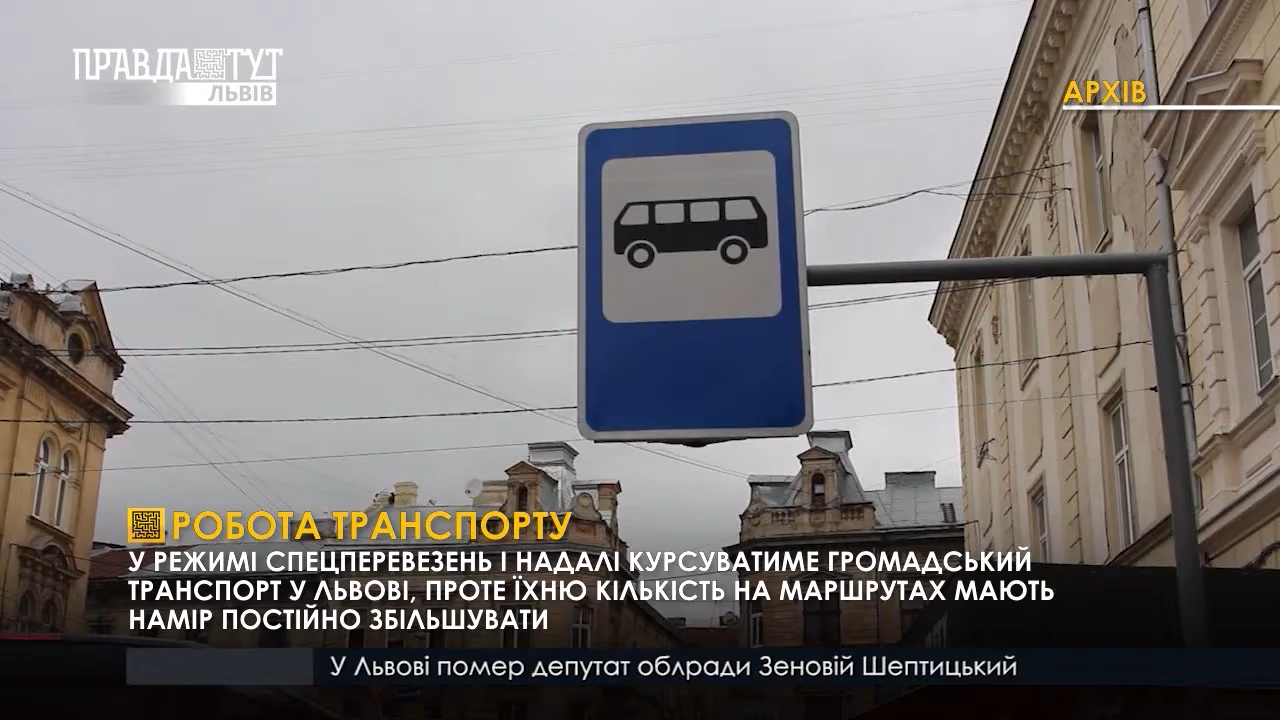 ПРАВДА ТУТ
ЛЬВІВ
АРХІВ
РОБОТА ТРАНСПОРТУ
У РЕЖИМІ СПЕЦПЕРЕВЕЗЕНЬ І НАДАЛІ КУРСУВАТИМЕ ГРОМАДСЬКИЙ
ТРАНСПОРТ У ЛЬВОВІ, ПРОТЕ ЇХНЮ КІЛЬКІСТЬ НА МАРШРУТАХ МАЮТЬ
НАМІР ПОСТІЙНО ЗБІЛЬШУВАТИ
У Львові помер депутат облради Зеновій Шептицький